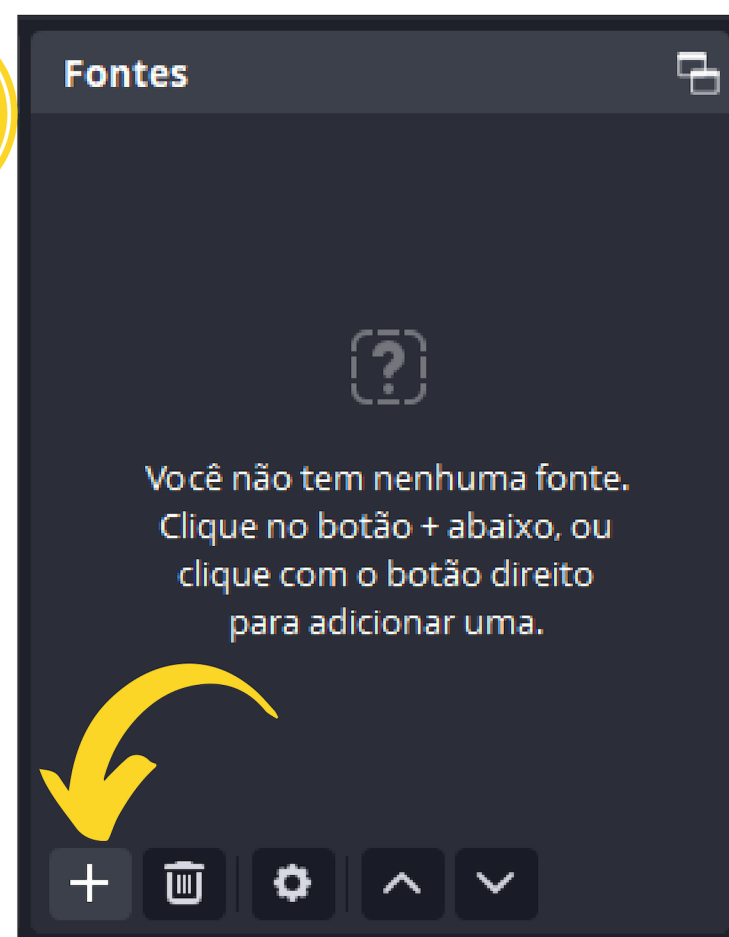 Fontes
Você não tem nenhuma fonte.
Clique no botão + abaixo, ou
clique com o botão direito
para adicionar uma.